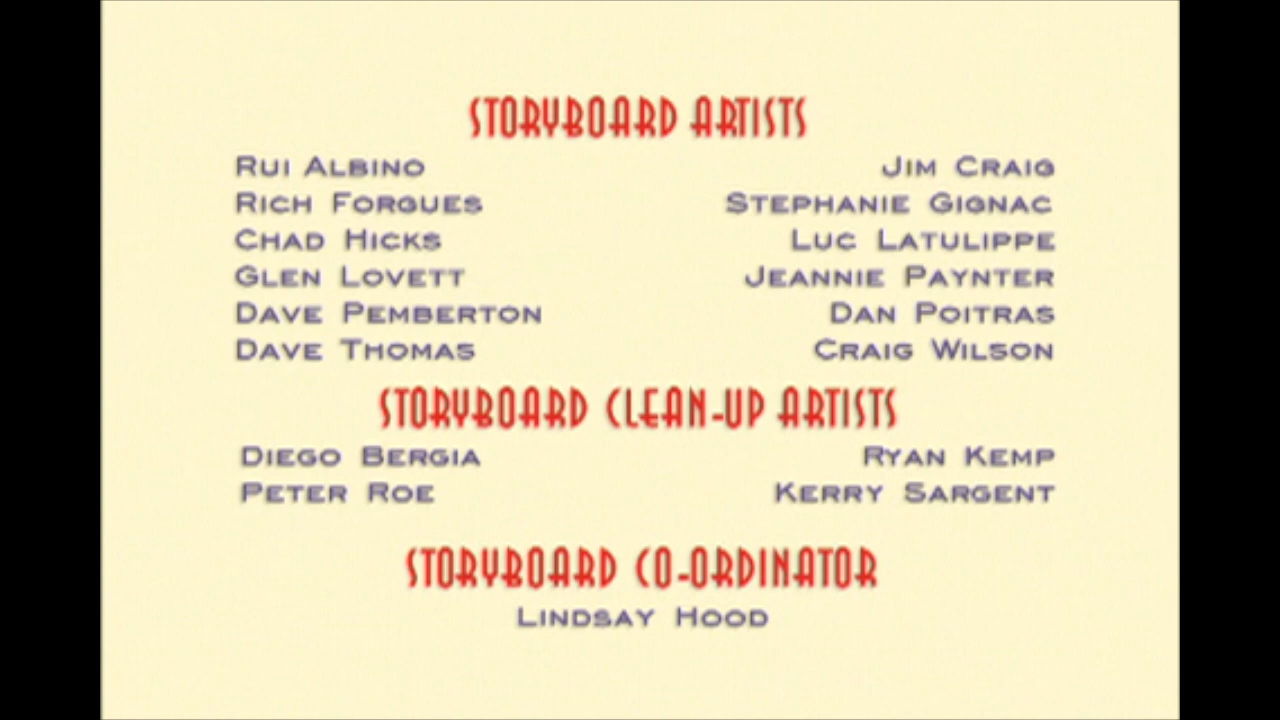 STORYBOARD ARTISTS
RUI ALBINO JIM CRAIG
RICH FORGUES STEPHANIE GIGNAC
CHAD HICKS LUC LATULIPPE
GLEN LOVETT JEANNIE PAYNTER
DAVE PEMBERTON DAN POITRAS
DAVE THOMAS CRAIG WILSON
STORYBOARD CLEAN-UP ARTISTS
DIEGO BERGIA RYAN KEMP
PETER ROE KERRY SARGENT
STORYBOARD CO-ORDINATOR
LINDSAY HOOD